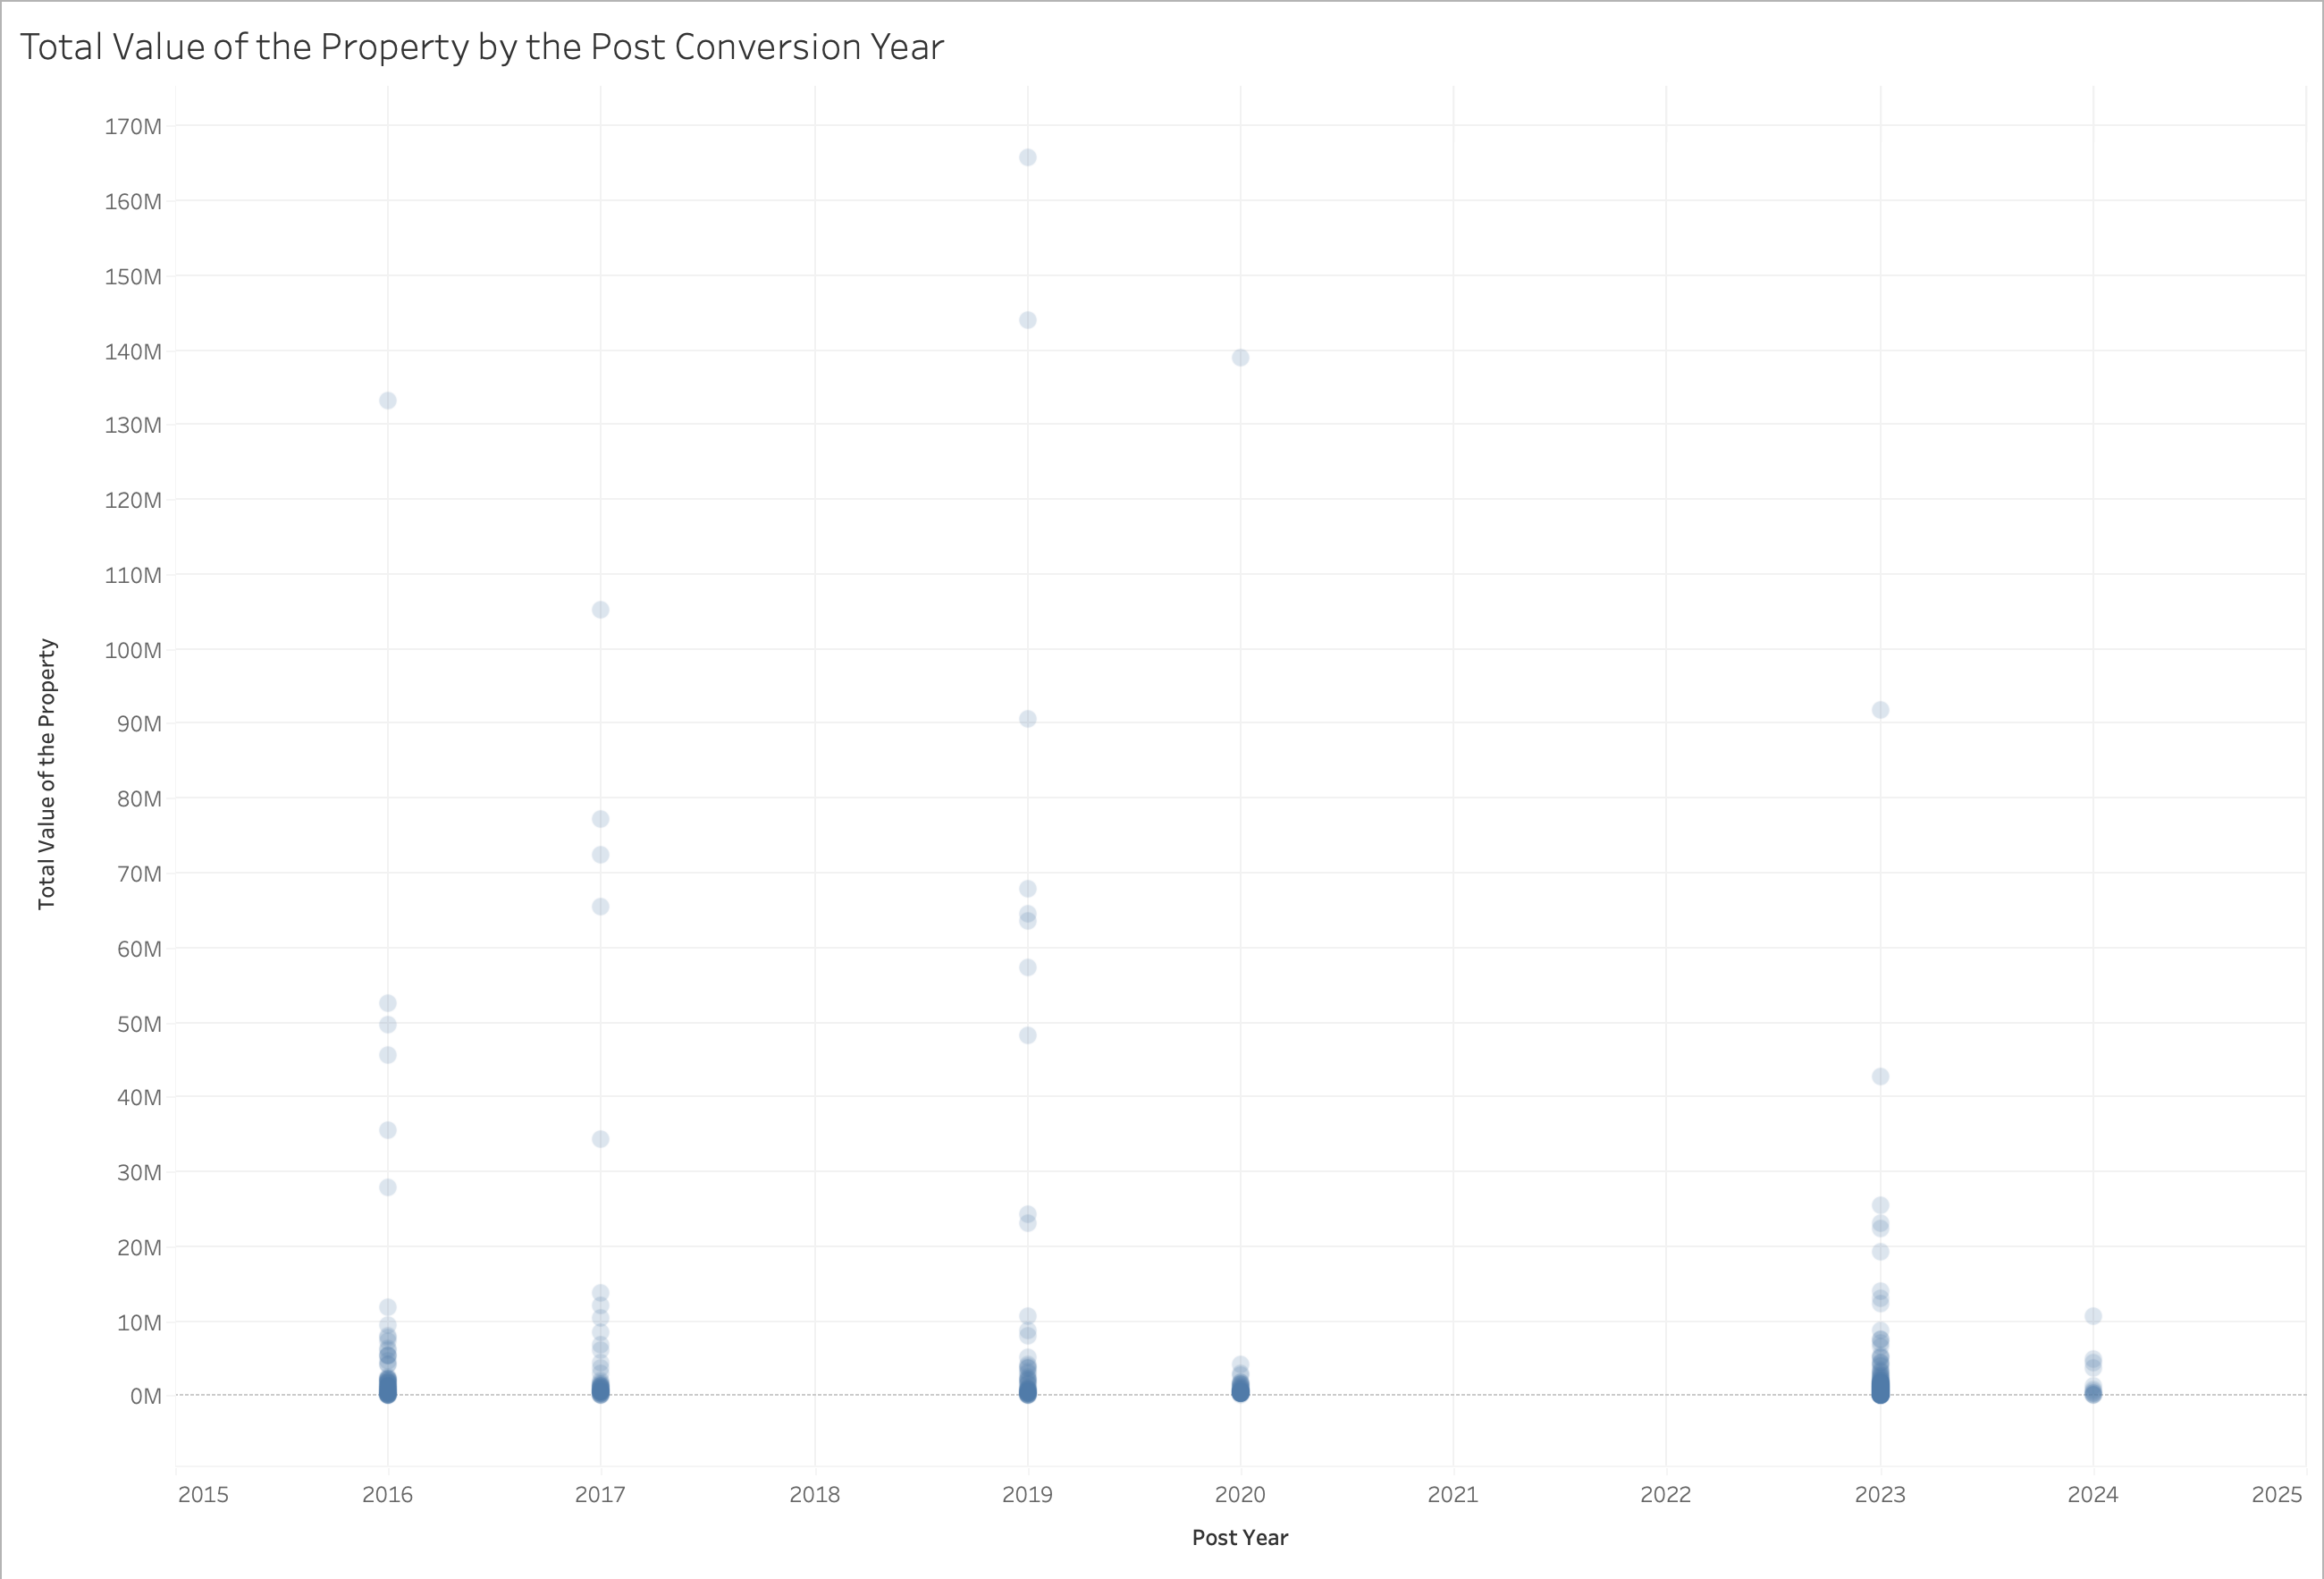 Total Value of the Property by the Post Conversion Year
170M
160M
150M
140M
130M
120M
110M
100M
90M
80M
70M
60M
50M
40M
30M
20M
10M
0M
Total Value of the Property
2015 2016 2017 2018 2019 2020 2021 2022 2023 2024 2025
Post Year